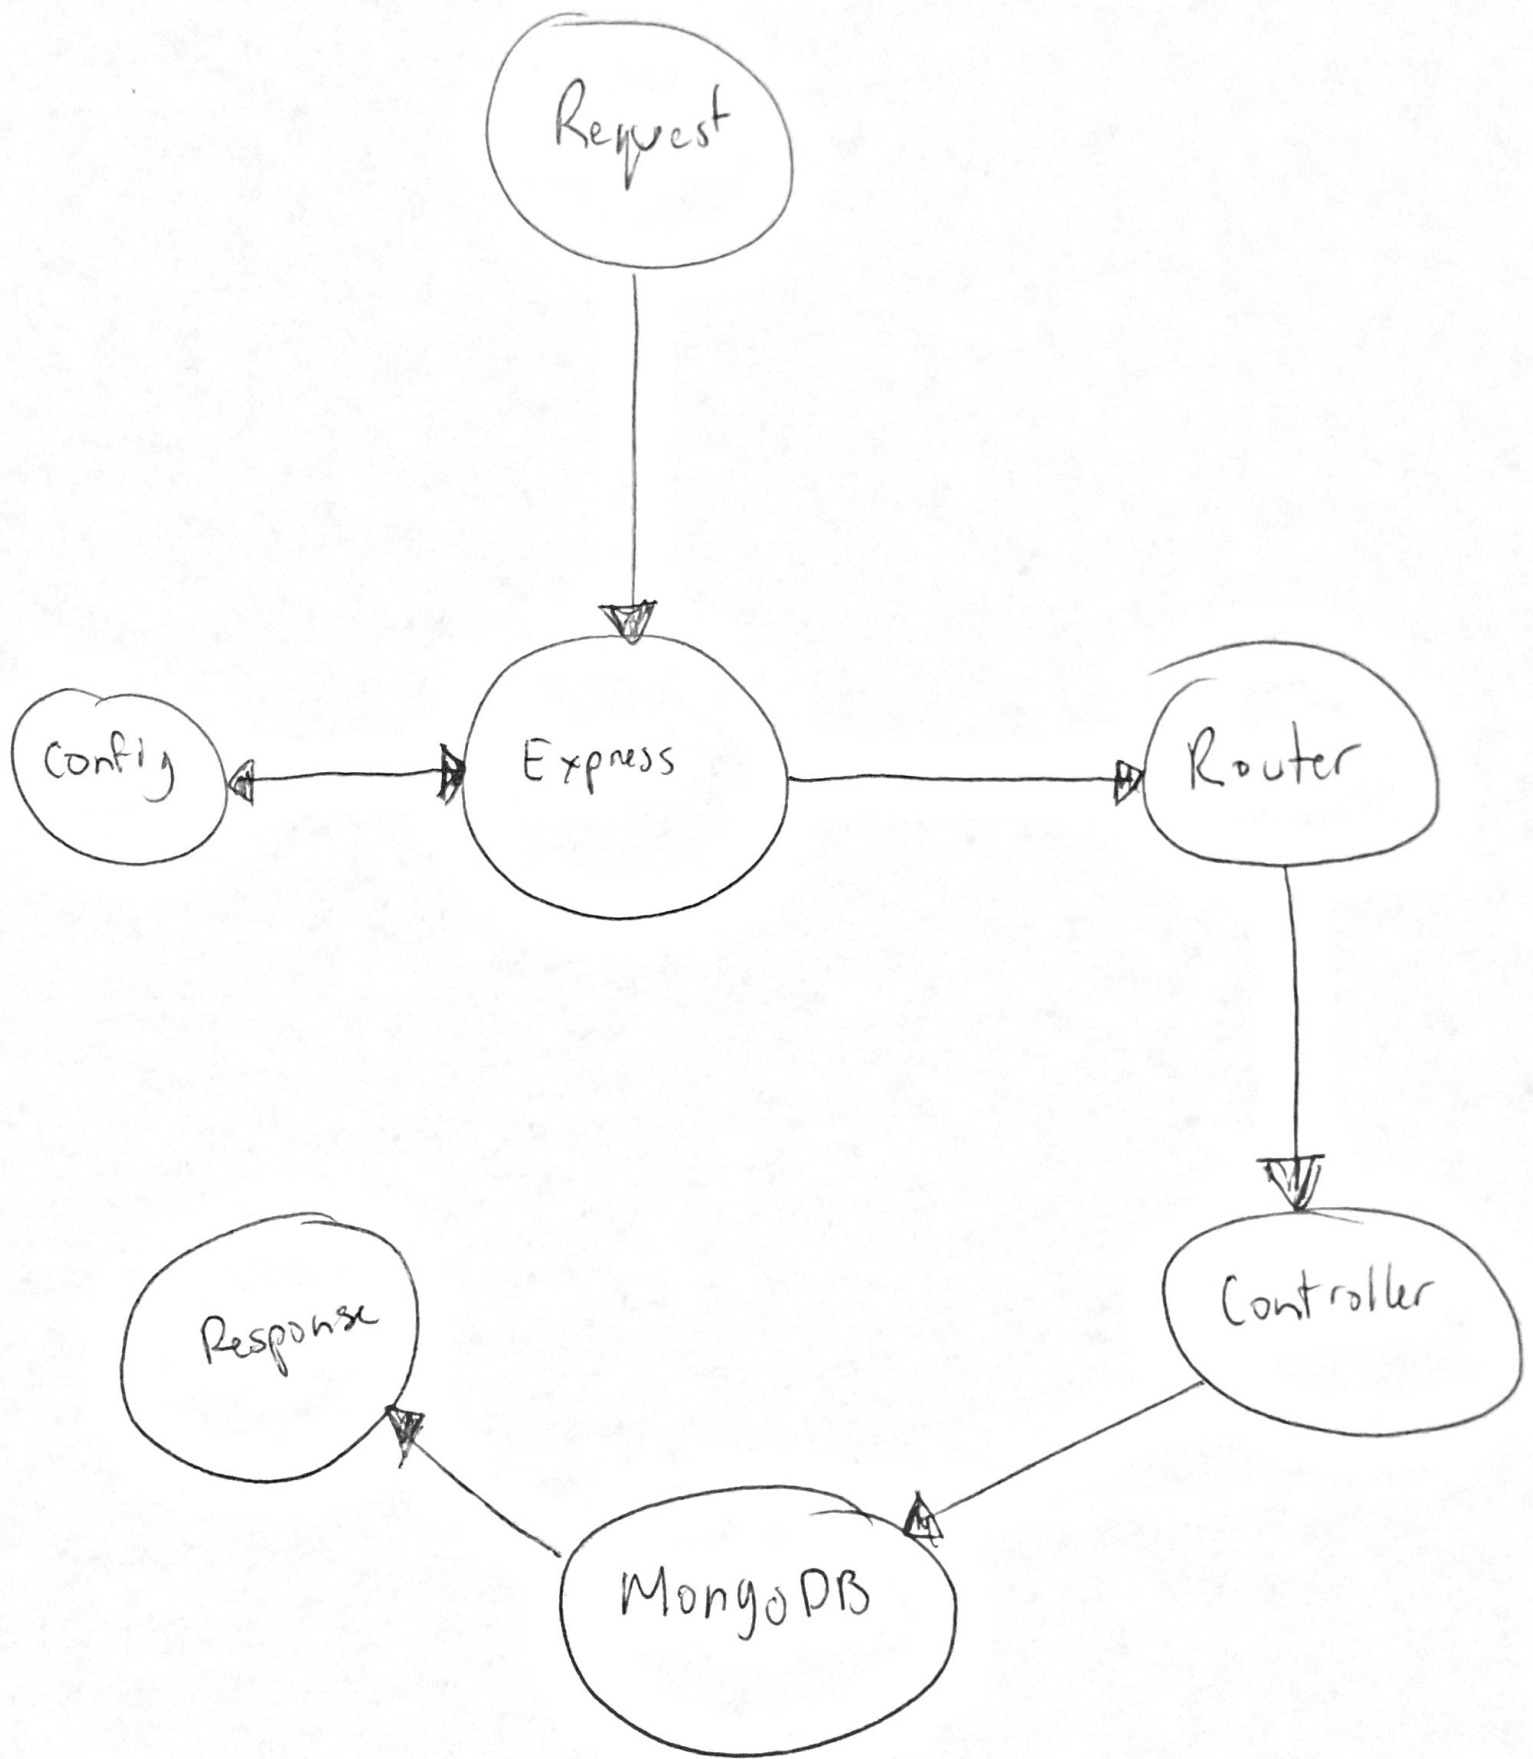 Request
Config
Express
Router
Controller
Response
MongoDB